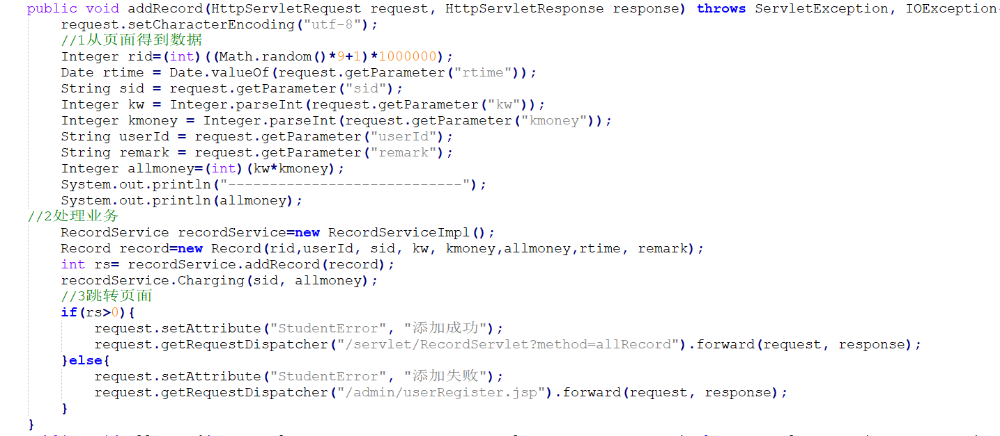 public void addRecord(HttpServletRequest request, HttpServletResponse response) throws ServletException, IOException
request.setCharacterEncoding("utf-8");
//1从页面得到数据
Integer rid=(int)((Math.random()*9+1)*1000000);
Date rtime = Date.valueOf(request.getParameter("rtime"));
String sid = request.getParameter("sid");
Integer kw = Integer.parseInt(request.getParameter("kw"));
Integer kmoney = Integer.parseInt(request.getParameter("kmoney"));
String userId = request.getParameter("userId");
String remark = request.getParameter("remark");
Integer allmoney=(int)(kw*kmoney);
System.out.println("----------------------------");
System.out.println(allmoney);
//2处理业务
RecordService recordService=new RecordServiceImpl();
Record record=new Record(rid,userId, sid, kw, kmoney,allmoney,rtime, remark);
int rs= recordService.addRecord(record);
recordService.Charging(sid, allmoney);
//3跳转页面
if(rs>0){
request.setAttribute("StudentError", "添加成功");
request.getRequestDispatcher("/servlet/RecordServlet?method=allRecord").forward(request, response);
}else{
request.setAttribute("StudentError", "添加失败");
request.getRequestDispatcher("/admin/userRegister.jsp").forward(request, response);
}
}